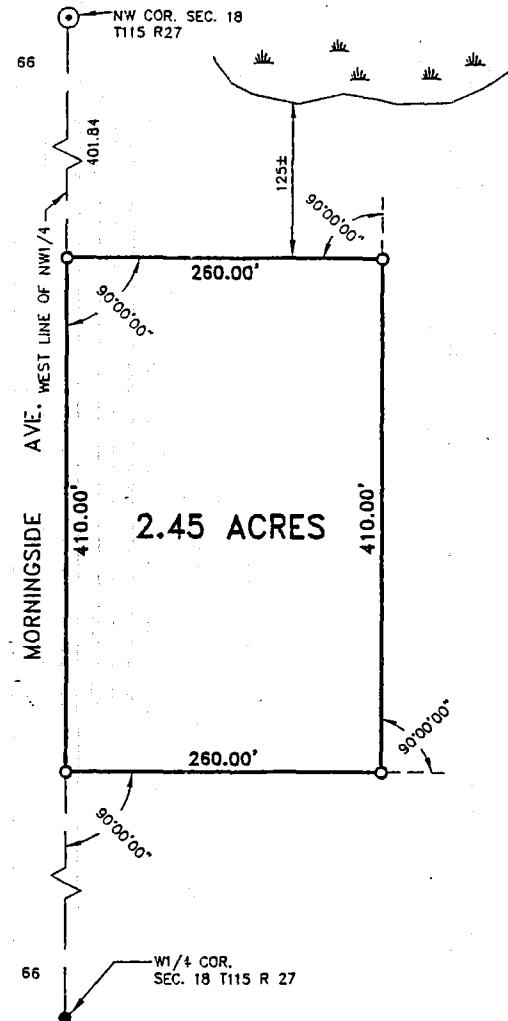 NW COR. SEC. 18
T115 R27
66
401.84
125±
90°00'00"
260.00'
90°00'00"
WEST LINE OF NW1/4
MORNINGSIDE AVE.
410.00'
2.45 ACRES
410.00'
90°00'00"
260.00'
90°00'00"
66
W1/4 COR.
SEC. 18 T115 R 27